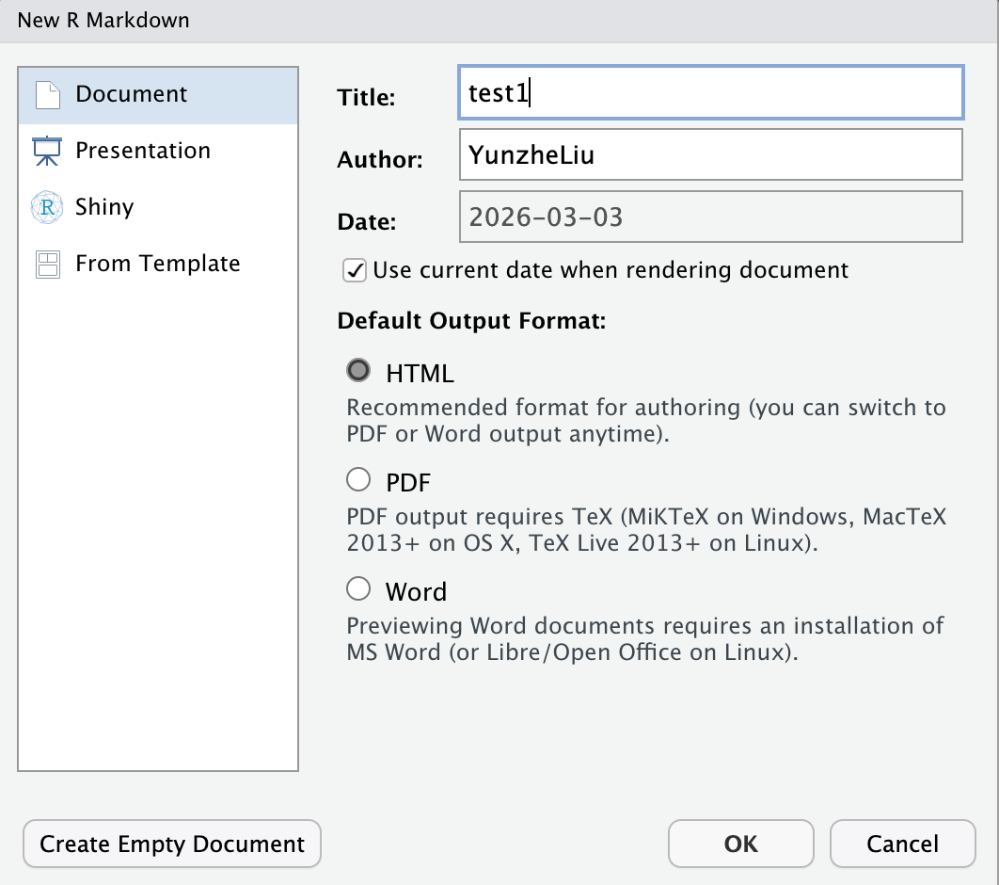 New R Markdown
Document
Presentation
R Shiny
From Template
Title: test1
Author: YunzheLiu
Date: 2026-03-03
Use current date when rendering document
Default Output Format:
HTML
Recommended format for authoring (you can switch to
PDF or Word output anytime).
PDF
PDF output requires TeX (MiKTeX on Windows, MacTeX
2013+ on OS X, TeX Live 2013+ on Linux).
Word
Previewing Word documents requires an installation of
MS Word (or Libre/Open Office on Linux).
Create Empty Document
OK
Cancel